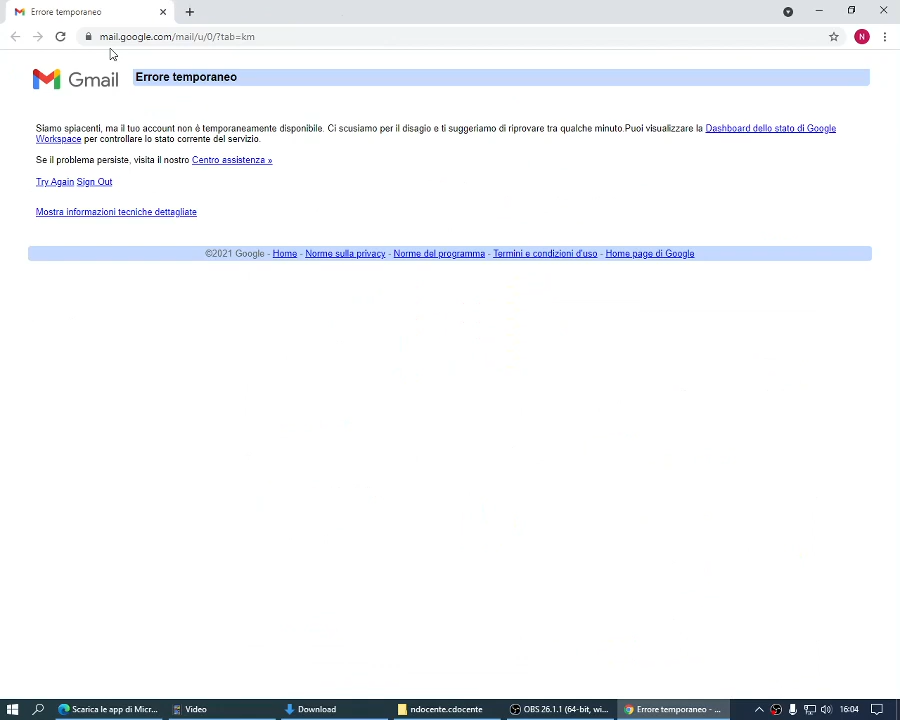 Errore temporaneo
mail.google.com/mail/u/0/?tab=km
N
Gmail
Errore temporaneo
Siamo spiacenti, ma il tuo account non è temporaneamente disponibile. Ci scusiamo per il disagio e ti suggeriamo di riprovare tra qualche minuto.Puoi visualizzare la Dashboard dello stato di Google
Workspace per controllare lo stato corrente del servizio.
Se il problema persiste, visita il nostro Centro assistenza »
Try Again Sign Out
Mostra informazioni tecniche dettagliate
©2021 Google - Home - Norme sulla privacy - Norme del programma - Termini e condizioni d'uso - Home page di Google
Scarica le app di Micr... Video Download ndocente.cdocente OBS 26.1.1 (64-bit, wi... Errore temporaneo - ... 16:04